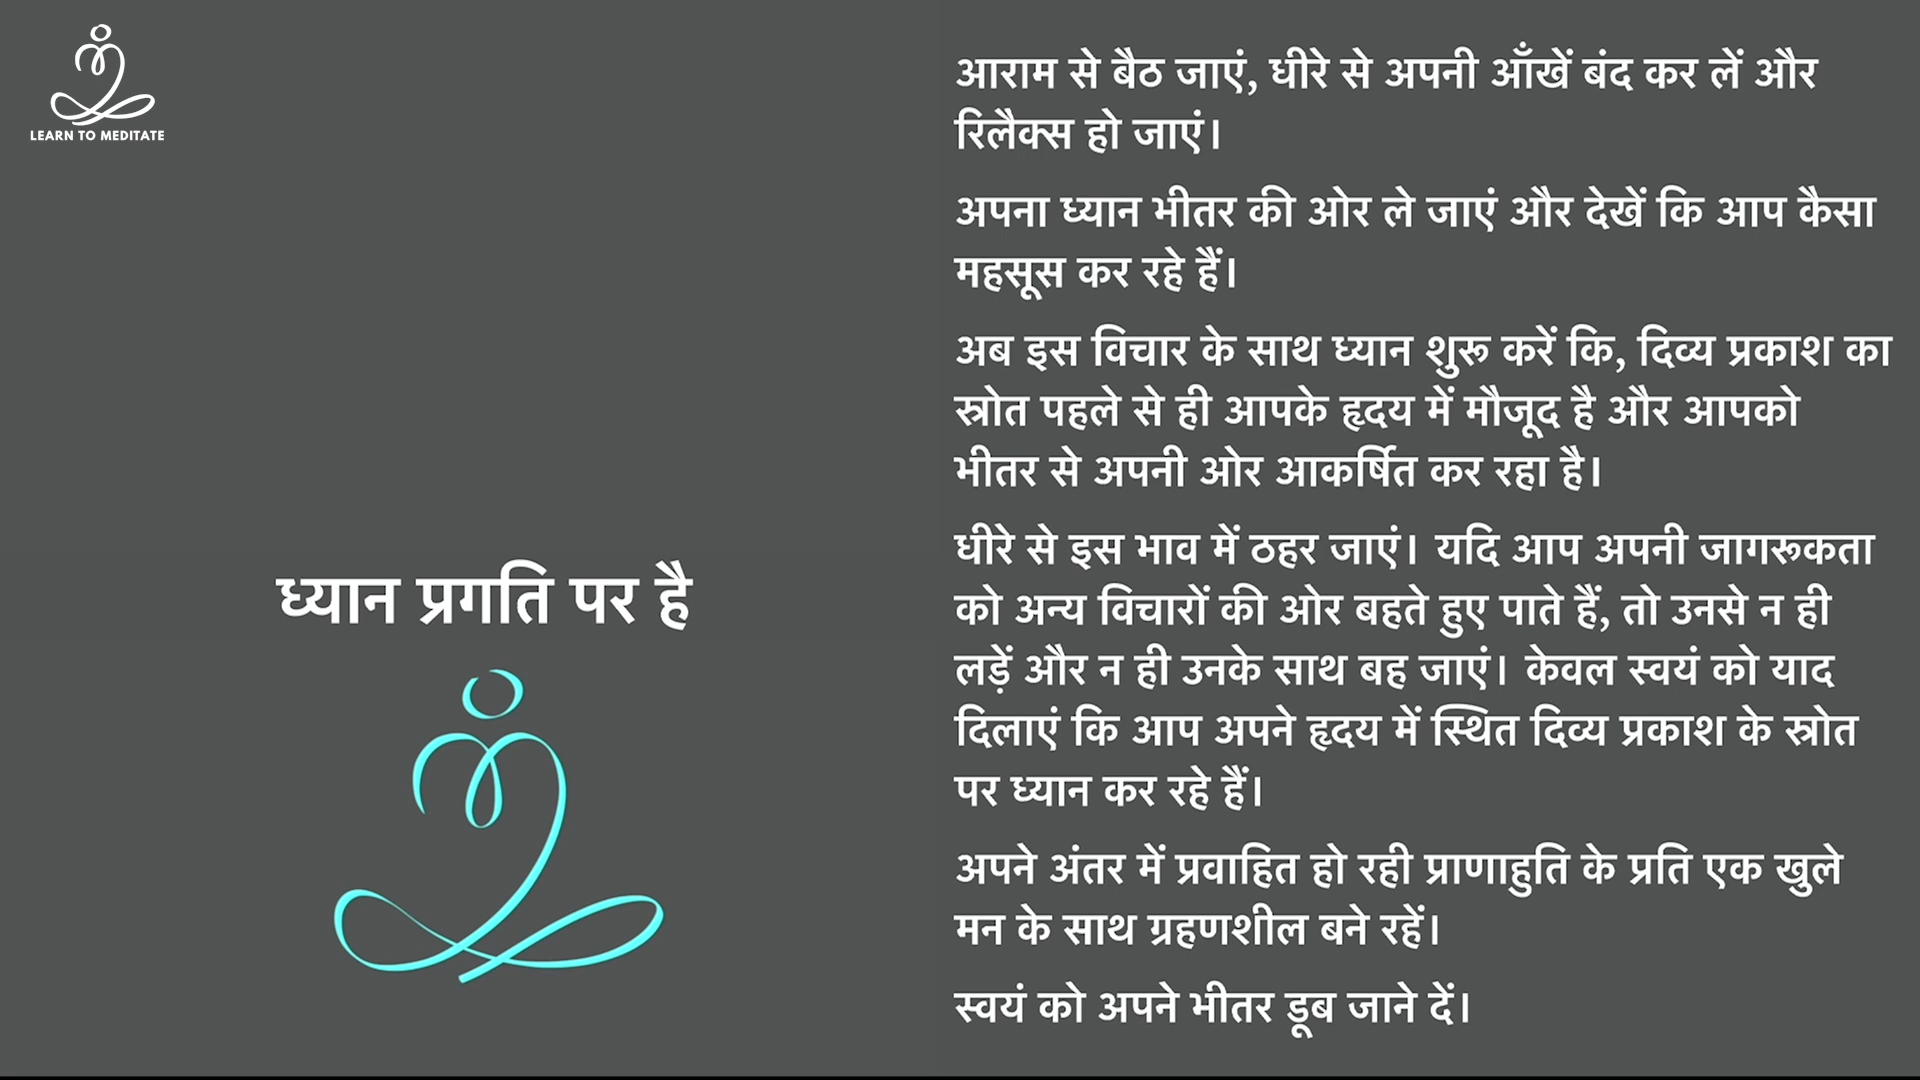 LEARN TO MEDITATE
ध्यान प्रगति पर है
आराम से बैठ जाएं, धीरे से अपनी आँखें बंद कर लें और
रिलैक्स हो जाएं।
अपना ध्यान भीतर की ओर ले जाएं और देखें कि आप कैसा
महसूस कर रहे हैं।
अब इस विचार के साथ ध्यान शुरू करें कि, दिव्य प्रकाश का
स्रोत पहले से ही आपके हृदय में मौजूद है और आपको
भीतर से अपनी ओर आकर्षित कर रहा है।
धीरे से इस भाव में ठहर जाएं। यदि आप अपनी जागरूकता
को अन्य विचारों की ओर बहते हुए पाते हैं, तो उनसे न ही
लड़ें और न ही उनके साथ बह जाएं। केवल स्वयं को याद
दिलाएं कि आप अपने हृदय में स्थित दिव्य प्रकाश के स्रोत
पर ध्यान कर रहे हैं।
अपने अंतर में प्रवाहित हो रही प्राणाहुति के प्रति एक खुले
मन के साथ ग्रहणशील बने रहें।
स्वयं को अपने भीतर डूब जाने दें।